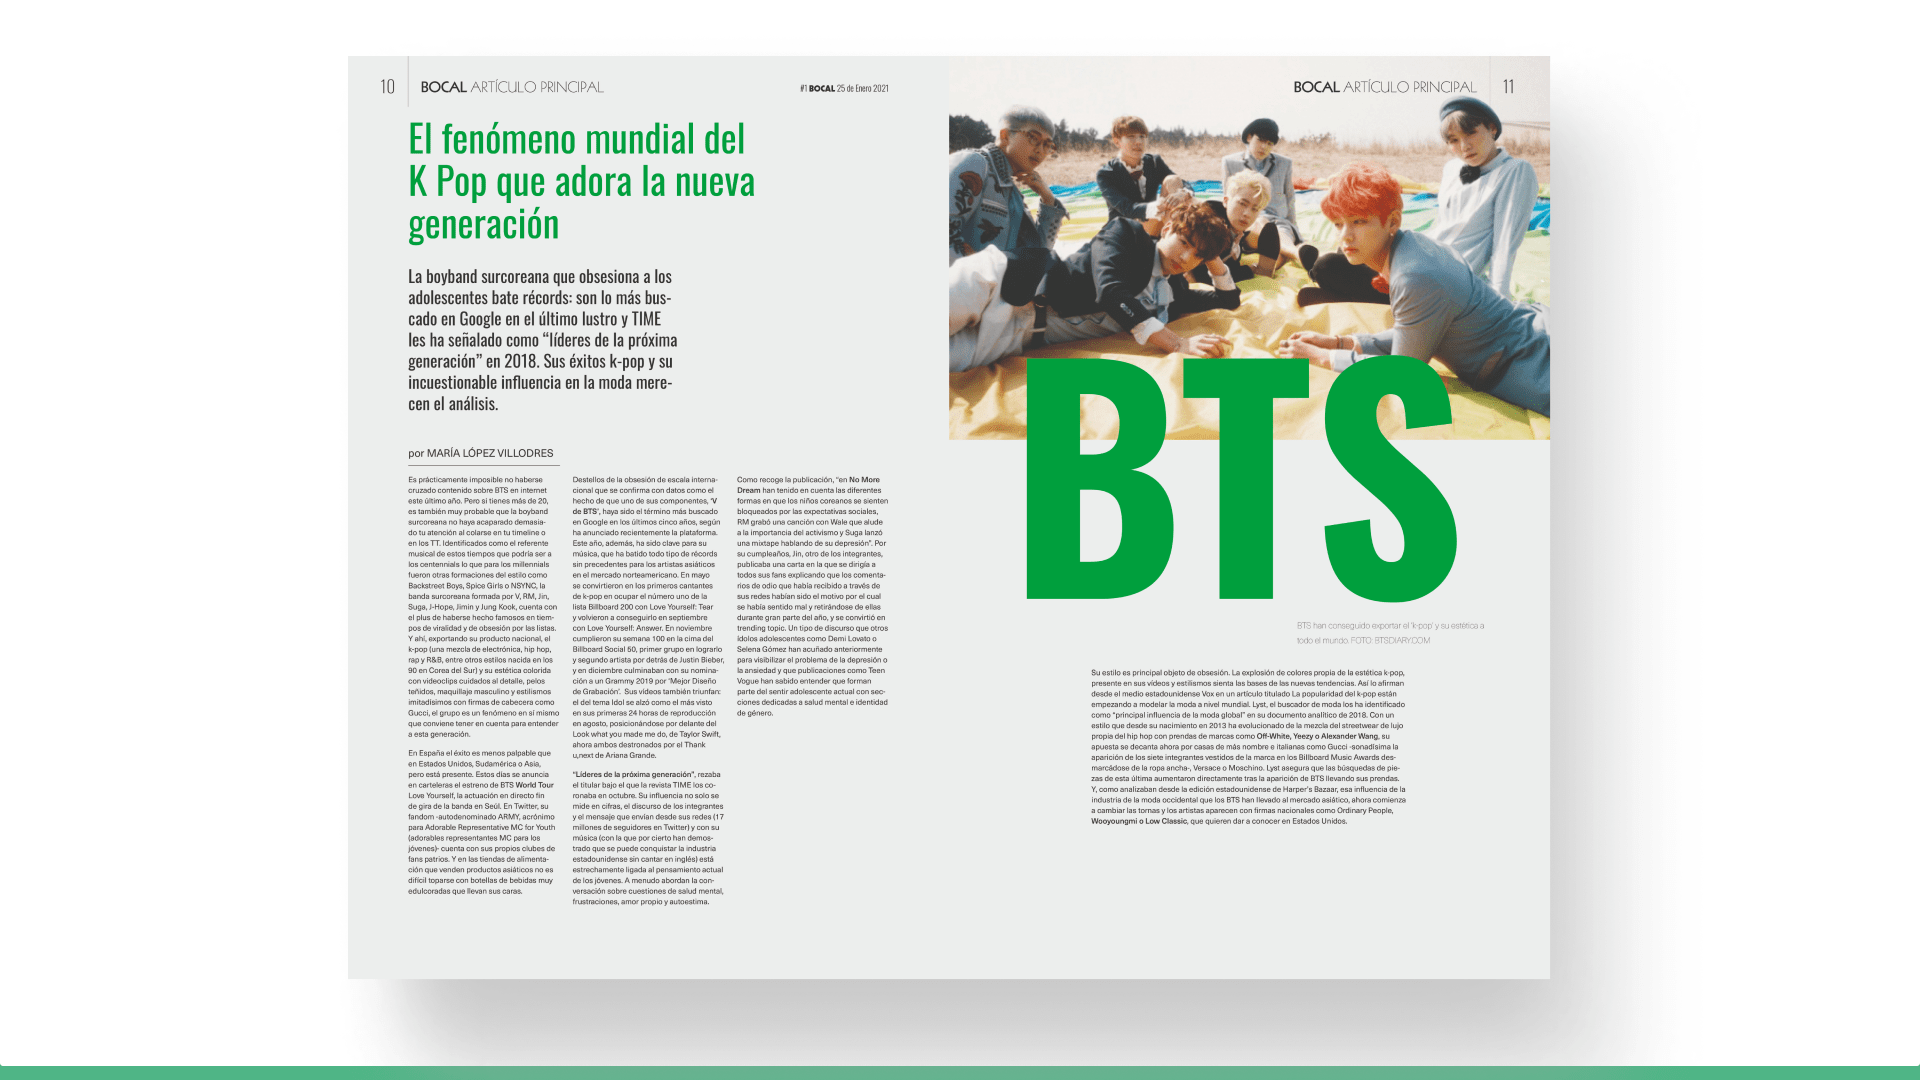 10
BOCAL ARTÍCULO PRINCIPAL
#1 BOCAL 25 de Enero 2021
El fenómeno mundial del
K Pop que adora la nueva
generación
La boyband surcoreana que obsesiona a los
adolescentes bate récords: son lo más bus-
cado en Google en el último lustro y TIME
les ha señalado como “líderes de la próxima
generación” en 2018. Sus éxitos k-pop y su
incuestionable influencia en la moda mere-
cen el análisis.
por MARÍA LÓPEZ VILLODRES
Es prácticamente imposible no haberse
cruzado contenido sobre BTS en internet
este último año. Pero si tienes más de 20,
es también muy probable que la boyband
surcoreana no haya acaparado demasia-
do tu atención al colarse en tu timeline o
en los TT. Identificados como el referente
musical de estos tiempos que podría ser a
los centennials lo que para los millennials
fueron otras formaciones del estilo como
Backstreet Boys, Spice Girls o NSYNC, la
banda surcoreana formada por V, RM, Jin,
Suga, J-Hope, Jimin y Jung Kook, cuenta con
el plus de haberse hecho famosos en tiem-
pos de viralidad y de obsesión por las listas.
Y ahí, exportando su producto nacional, el
k-pop (una mezcla de electrónica, hip hop,
rap y R&B, entre otros estilos nacida en los
90 en Corea del Sur) y su estética colorida
con videoclips cuidados al detalle, pelos
teñidos, maquillaje masculino y estilismos
imitadísimos con firmas de cabecera como
Gucci, el grupo es un fenómeno en sí mismo
que conviene tener en cuenta para entender
a esta generación.
En España el éxito es menos palpable que
en Estados Unidos, Sudamérica o Asia,
pero está presente. Estos días se anuncia
en carteleras el estreno de BTS World Tour
Love Yourself, la actuación en directo fin
de gira de la banda en Seúl. En Twitter, su
fandom -autodenominado ARMY, acrónimo
para Adorable Representative MC for Youth
(adorables representantes MC para los
jóvenes)- cuenta con sus propios clubes de
fans patrios. Y en las tiendas de alimenta-
ción que venden productos asiáticos no es
difícil toparse con botellas de bebidas muy
edulcoradas que llevan sus caras.
Destellos de la obsesión de escala interna-
cional que se confirma con datos como el
hecho de que uno de sus componentes, ‘V
de BTS’, haya sido el término más buscado
en Google en los últimos cinco años, según
ha anunciado recientemente la plataforma.
Este año, además, ha sido clave para su
música, que ha batido todo tipo de récords
sin precedentes para los artistas asiáticos
en el mercado norteamericano. En mayo
se convirtieron en los primeros cantantes
de k-pop en ocupar el número uno de la
lista Billboard 200 con Love Yourself: Tear
y volvieron a conseguirlo en septiembre
con Love Yourself: Answer. En noviembre
cumplieron su semana 100 en la cima del
Billboard Social 50, primer grupo en lograrlo
y segundo artista por detrás de Justin Bieber,
y en diciembre culminaban con su nomina-
ción a un Grammy 2019 por ‘Mejor Diseño
de Grabación’. Sus vídeos también triunfan:
el del tema Idol se alzó como el más visto
en sus primeras 24 horas de reproducción
en agosto, posicionándose por delante del
Look what you made me do, de Taylor Swift,
ahora ambos destronados por el Thank
u,next de Ariana Grande.
“Líderes de la próxima generación”, rezaba
el titular bajo el que la revista TIME los co-
ronaba en octubre. Su influencia no solo se
mide en cifras, el discurso de los integrantes
y el mensaje que envían desde sus redes (17
millones de seguidores en Twitter) y con su
música (con la que por cierto han demos-
trado que se puede conquistar la industria
estadounidense sin cantar en inglés) está
estrechamente ligada al pensamiento actual
de los jóvenes. A menudo abordan la con-
versación sobre cuestiones de salud mental,
frustraciones, amor propio y autoestima.
Como recoge la publicación, “en No More
Dream han tenido en cuenta las diferentes
formas en que los niños coreanos se sienten
bloqueados por las expectativas sociales,
RM grabó una canción con Wale que alude
a la importancia del activismo y Suga lanzó
una mixtape hablando de su depresión”. Por
su cumpleaños, Jin, otro de los integrantes,
publicaba una carta en la que se dirigía a
todos sus fans explicando que los comenta-
rios de odio que había recibido a través de
sus redes habían sido el motivo por el cual
se había sentido mal y retirándose de ellas
durante gran parte del año, y se convirtió en
trending topic. Un tipo de discurso que otros
ídolos adolescentes como Demi Lovato o
Selena Gómez han acuñado anteriormente
para visibilizar el problema de la depresión o
la ansiedad y que publicaciones como Teen
Vogue han sabido entender que forman
parte del sentir adolescente actual con sec-
ciones dedicadas a salud mental e identidad
de género.
BOCAL ARTÍCULO PRINCIPAL
11
BTS
BTS han conseguido exportar el ‘k-pop’ y su estética a
todo el mundo. FOTO: BTSDIARY.COM
Su estilo es principal objeto de obsesión. La explosión de colores propia de la estética k-pop,
presente en sus vídeos y estilismos sienta las bases de las nuevas tendencias. Así lo afirman
desde el medio estadounidense Vox en un artículo titulado La popularidad del k-pop están
empezando a modelar la moda a nivel mundial. Lyst, el buscador de moda los ha identificado
como “principal influencia de la moda global” en su documento analítico de 2018. Con un
estilo que desde su nacimiento en 2013 ha evolucionado de la mezcla del streetwear de lujo
propia del hip hop con prendas de marcas como Off-White, Yeezy o Alexander Wang, su
apuesta se decanta ahora por casas de más nombre e italianas como Gucci -sonadísima la
aparición de los siete integrantes vestidos de la marca en los Billboard Music Awards des-
marcádose de la ropa ancha-, Versace o Moschino. Lyst asegura que las búsquedas de pie-
zas de esta última aumentaron directamente tras la aparición de BTS llevando sus prendas.
Y, como analizaban desde la edición estadounidense de Harper’s Bazaar, esa influencia de la
industria de la moda occidental que los BTS han llevado al mercado asiático, ahora comienza
a cambiar las tornas y los artistas aparecen con firmas nacionales como Ordinary People,
Wooyoungmi o Low Classic, que quieren dar a conocer en Estados Unidos.